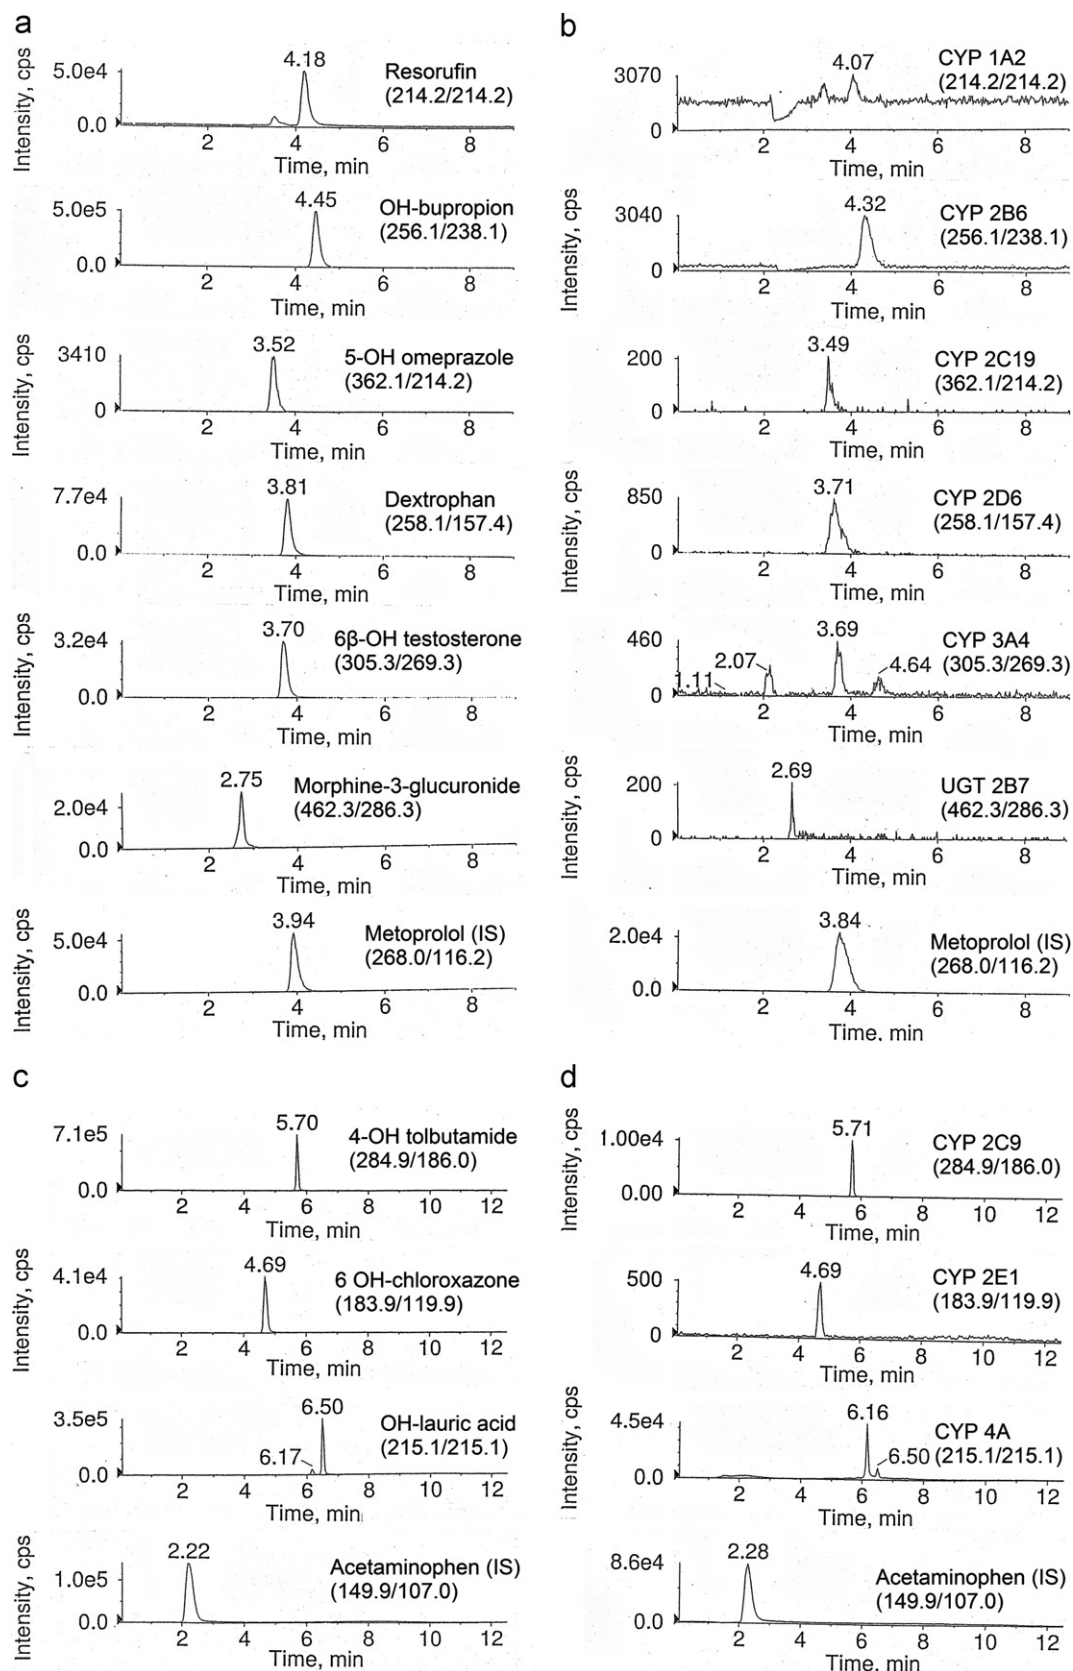 a
Intensity, cps
5.0e4
0.0
4.18
Resorufin
(214.2/214.2)
2 4 6 8
Time, min
5.0e5
0.0
4.45
OH-bupropion
(256.1/238.1)
2 4 6 8
Time, min
Intensity, cps
3410
0
3.52
5-OH omeprazole
(362.1/214.2)
2 4 6 8
Time, min
7.7e4
0.0
3.81
Dextrophan
(258.1/157.4)
2 4 6 8
Time, min
Intensity, cps
3.2e4
0.0
3.70
6β-OH testosterone
(305.3/269.3)
2 4 6 8
Time, min
2.0e4
0.0
2.75
Morphine-3-glucuronide
(462.3/286.3)
2 4 6 8
Time, min
Intensity, cps
5.0e4
0.0
3.94
Metoprolol (IS)
(268.0/116.2)
2 4 6 8
Time, min
b
Intensity, cps
3070
0
4.07
CYP 1A2
(214.2/214.2)
2 4 6 8
Time, min
Intensity, cps
3040
0
4.32
CYP 2B6
(256.1/238.1)
2 4 6 8
Time, min
200
0
3.49
CYP 2C19
(362.1/214.2)
2 4 6 8
Time, min
Intensity, cps
850
0
3.71
CYP 2D6
(258.1/157.4)
2 4 6 8
Time, min
460
0
1.11
2.07
3.69
4.64
CYP 3A4
(305.3/269.3)
2 4 6 8
Time, min
Intensity, cps
200
0
2.69
UGT 2B7
(462.3/286.3)
2 4 6 8
Time, min
2.0e4
0.0
3.84
Metoprolol (IS)
(268.0/116.2)
2 4 6 8
Time, min
c
7.1e5
0.0
5.70
4-OH tolbutamide
(284.9/186.0)
2 4 6 8 10 12
Time, min
Intensity, cps
4.1e4
0.0
4.69
6 OH-chloroxazone
(183.9/119.9)
2 4 6 8 10 12
Time, min
3.5e5
0.0
6.17
6.50
OH-lauric acid
(215.1/215.1)
2 4 6 8 10 12
Time, min
Intensity, cps
1.0e5
0.0
2.22
Acetaminophen (IS)
(149.9/107.0)
2 4 6 8 10 12
Time, min
d
Intensity, cps
1.00e4
0.00
5.71
CYP 2C9
(284.9/186.0)
2 4 6 8 10 12
Time, min
500
0
4.69
CYP 2E1
(183.9/119.9)
2 4 6 8 10 12
Time, min
Intensity, cps
4.5e4
0.0
6.16
6.50
CYP 4A
(215.1/215.1)
2 4 6 8 10 12
Time, min
8.6e4
0.0
2.28
Acetaminophen (IS)
(149.9/107.0)
2 4 6 8 10 12
Time, min